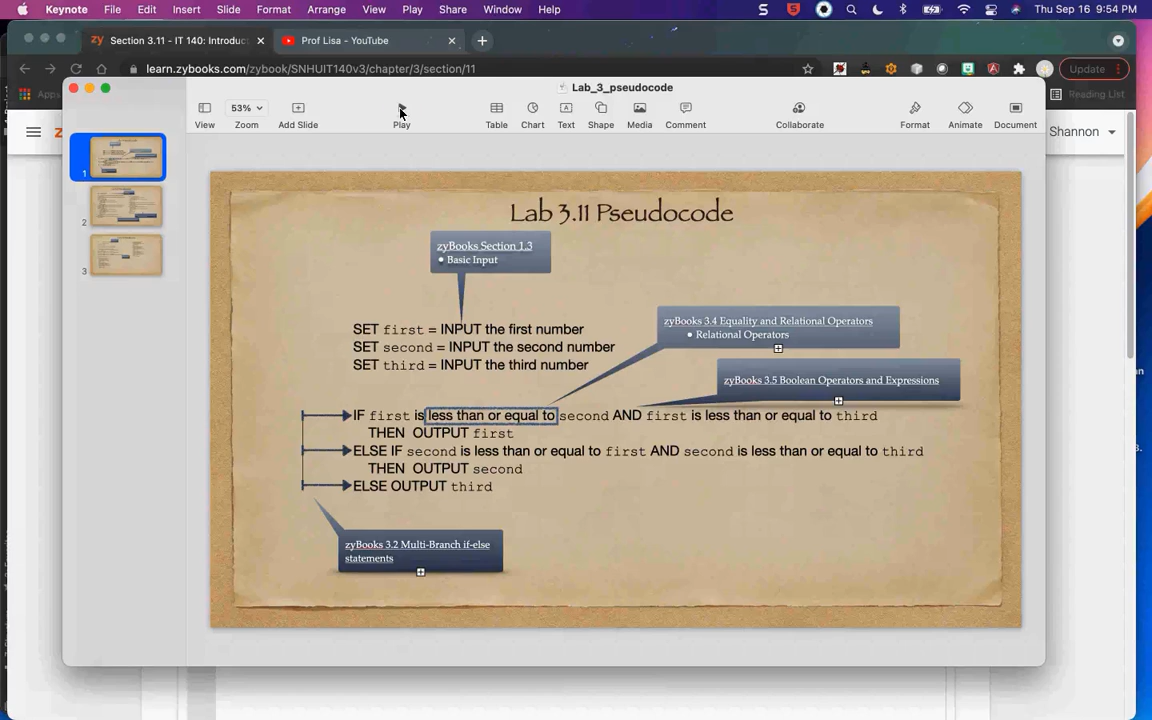 Keynote File Edit Insert Slide Format Arrange View Play Share Window Help Thu Sep 16 9:54 PM
zy Section 3.11 - IT 140: Introduc
Prof Lisa - YouTube
learn.zybooks.com/zybook/SNHUIT140v3/chapter/3/section/11
Update
Apps
Reading List
Lab_3_pseudocode
53%
View Zoom Add Slide Play Table Chart Text Shape Media Comment Collaborate Format Animate Document
Shannon
1
2
3
Lab 3.11 Pseudocode
zyBooks Section 1.3
• Basic Input
zyBooks 3.4 Equality and Relational Operators
• Relational Operators
SET first = INPUT the first number
SET second = INPUT the second number
SET third = INPUT the third number
zyBooks 3.5 Boolean Operators and Expressions
IF first is less than or equal to second AND first is less than or equal to third
THEN OUTPUT first
ELSE IF second is less than or equal to first AND second is less than or equal to third
THEN OUTPUT second
ELSE OUTPUT third
zyBooks 3.2 Multi-Branch if-else
statements